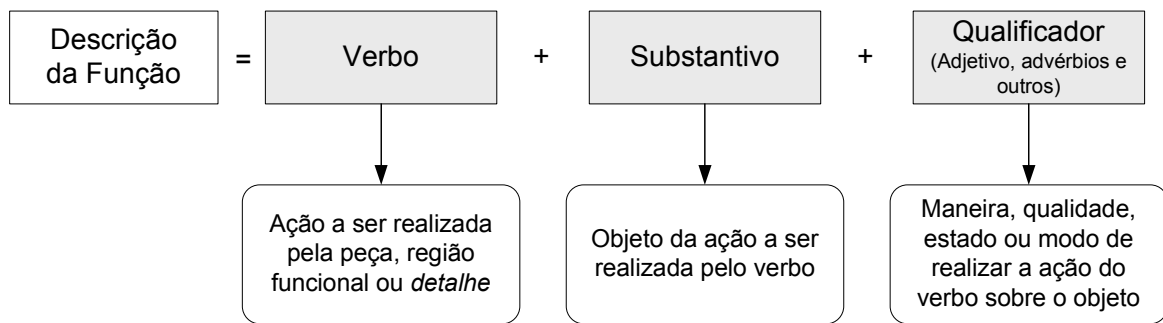 Descrição
da Função
=
Verbo
+
Substantivo
+
Qualificador
(Adjetivo, advérbios e
outros)
Ação a ser realizada
pela peça, região
funcional ou detalhe
Objeto da ação a ser
realizada pelo verbo
Maneira, qualidade,
estado ou modo de
realizar a ação do
verbo sobre o objeto